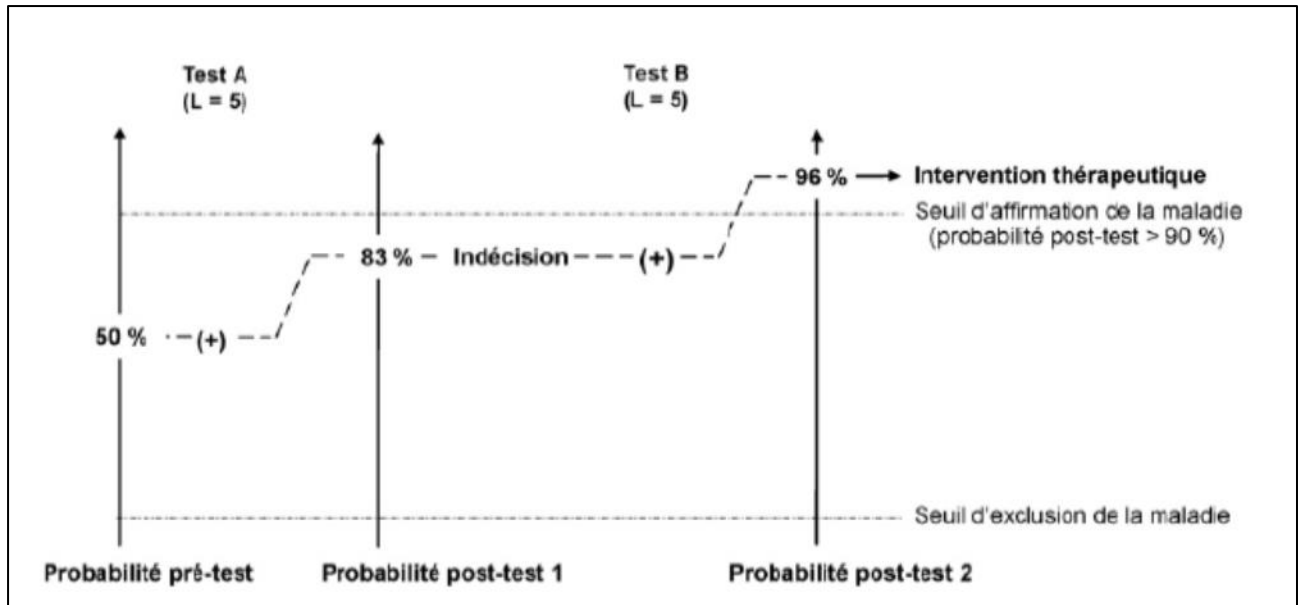 Test A
(L = 5)
Test B
(L = 5)
96 % Intervention thérapeutique
Seuil d'affirmation de la maladie
(probabilité post-test > 90 %)
83 % – Indécision – – – (+) – –
50 % · – (+) – –
Seuil d'exclusion de la maladie
Probabilité pré-test
Probabilité post-test 1
Probabilité post-test 2